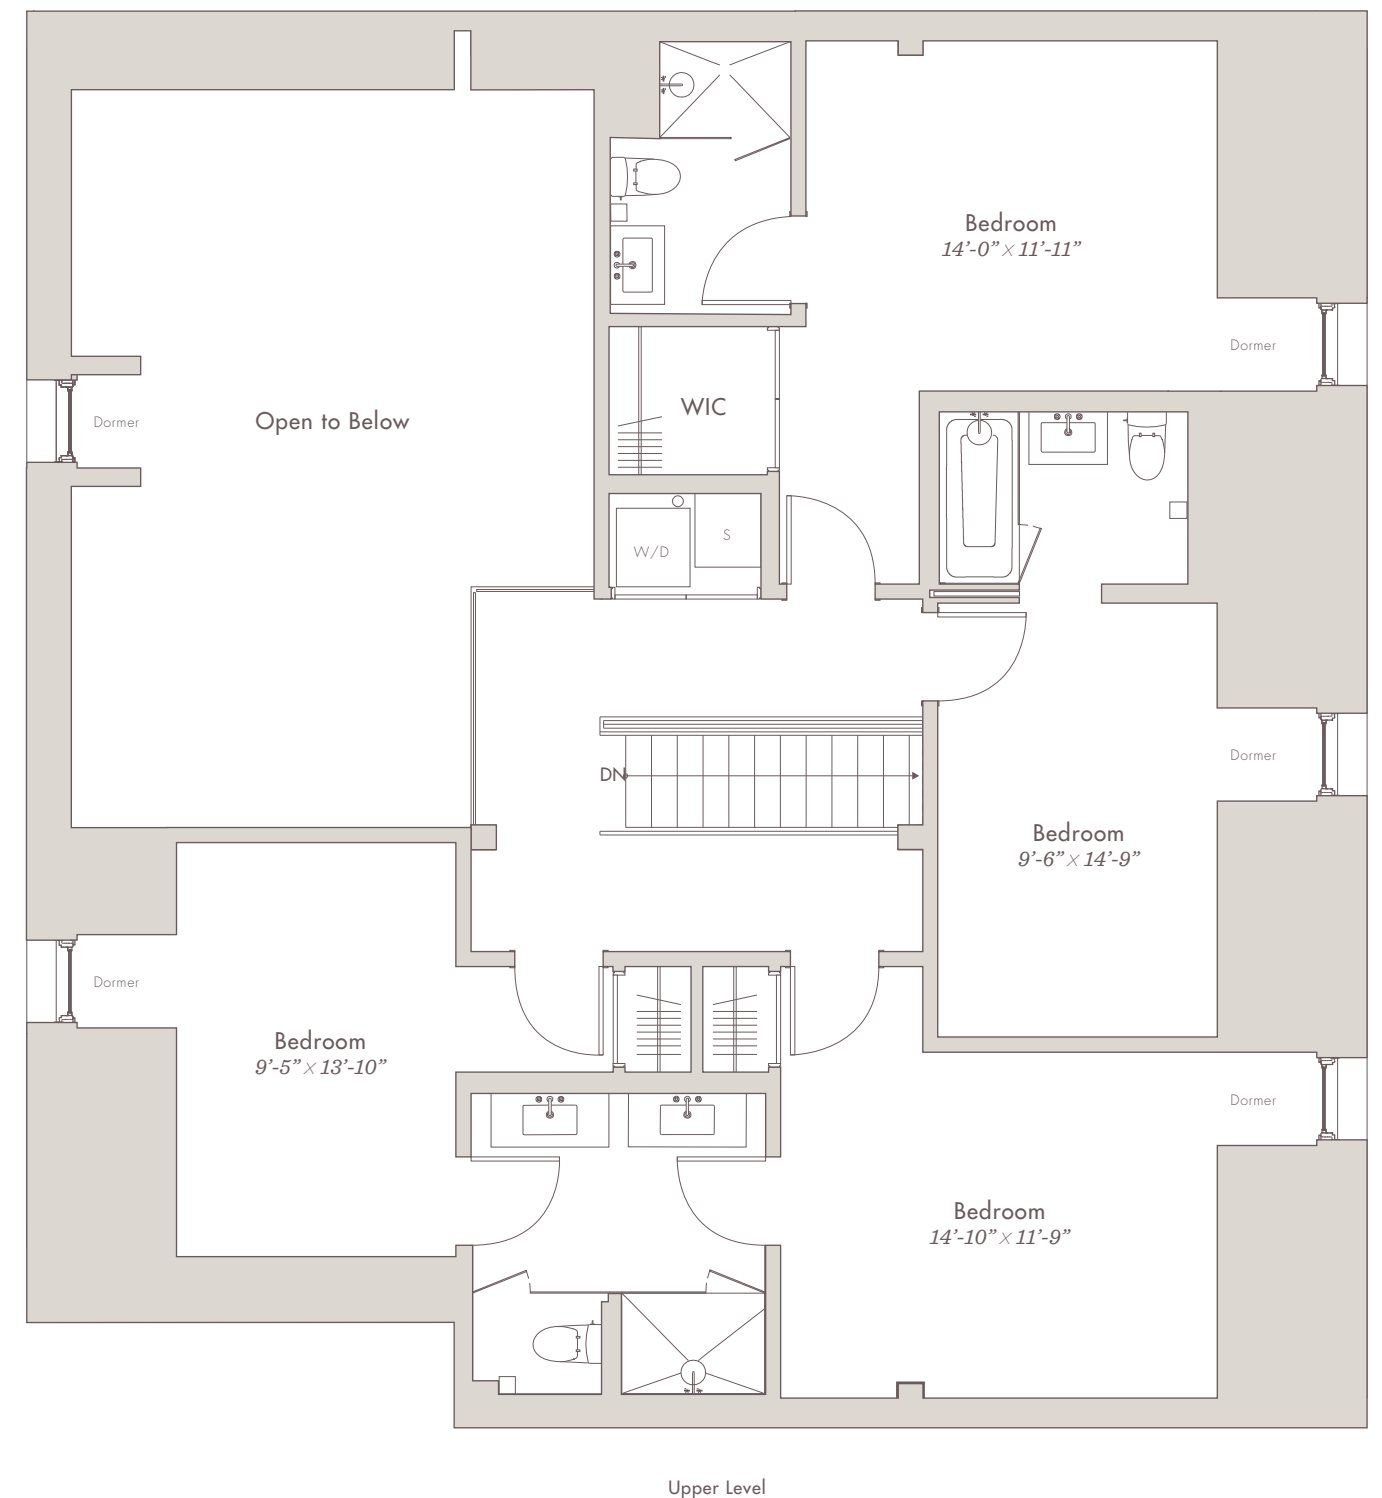 Bedroom
14’-0” × 11’-11”
Dormer
WIC
Dormer
Open to Below
W/D
S
DN
Dormer
Bedroom
9’-6” × 14’-9”
Dormer
Bedroom
9’-5” × 13’-10”
Dormer
Bedroom
14’-10” × 11’-9”
Upper Level